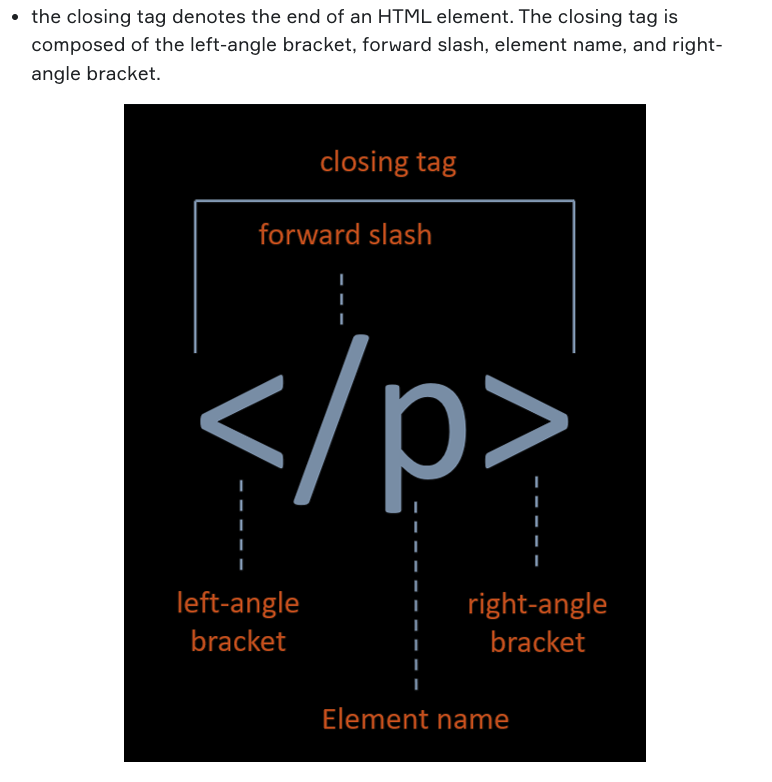 the closing tag denotes the end of an HTML element. The closing tag is
composed of the left-angle bracket, forward slash, element name, and right-
angle bracket.
closing tag
forward slash
</p>
left-angle
bracket
right-angle
bracket
Element name